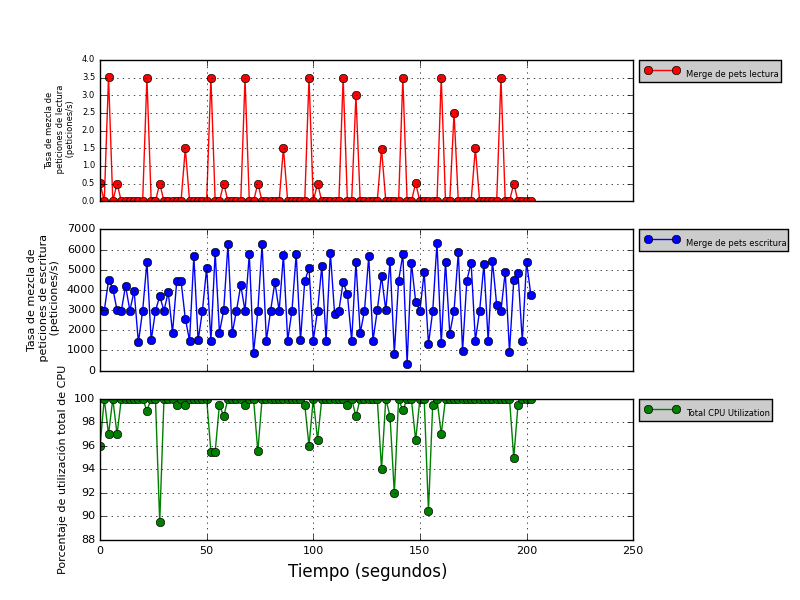 Tasa de mezcla de
peticiones de lectura
(peticiones/s)
4.0
3.5
3.0
2.5
2.0
1.5
1.0
0.5
0.0
Merge de pets lectura
Tasa de mezcla de
peticiones de escritura
(peticiones/s)
7000
6000
5000
4000
3000
2000
1000
0
Merge de pets escritura
Porcentaje de utilización total de CPU
100
98
96
94
92
90
88
Total CPU Utilization
0 50 100 150 200 250
Tiempo (segundos)